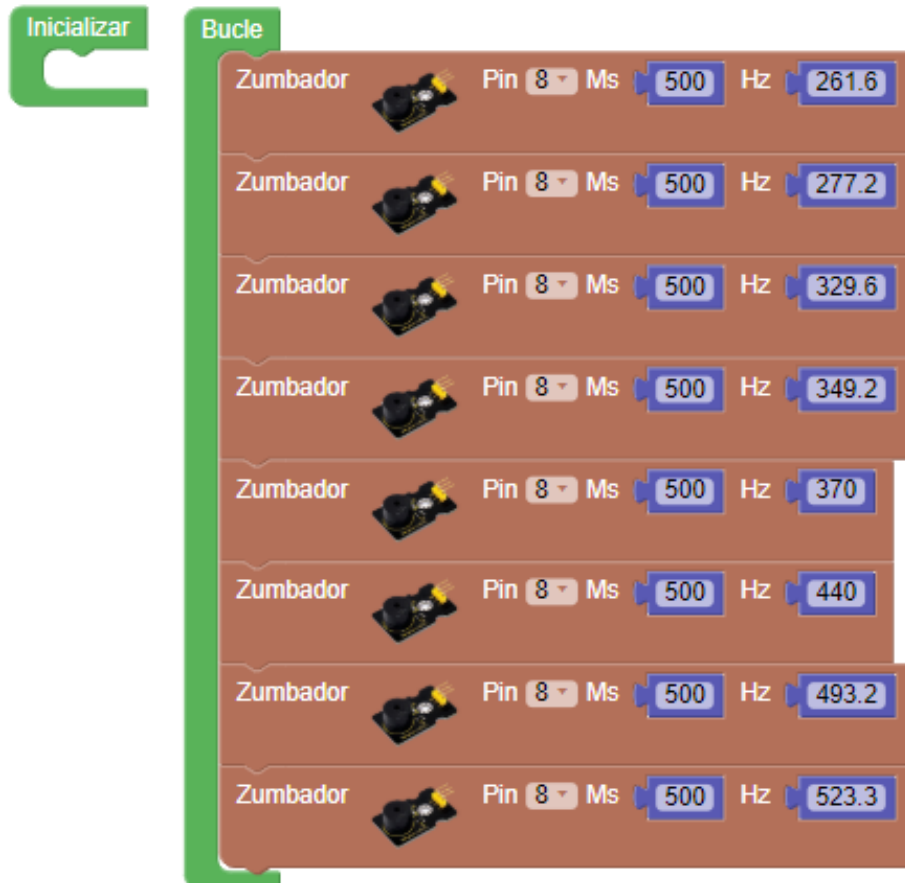 Inicializar
Bucle
Zumbador Pin 8 Ms 500 Hz 261.6
Zumbador Pin 8 Ms 500 Hz 277.2
Zumbador Pin 8 Ms 500 Hz 329.6
Zumbador Pin 8 Ms 500 Hz 349.2
Zumbador Pin 8 Ms 500 Hz 370
Zumbador Pin 8 Ms 500 Hz 440
Zumbador Pin 8 Ms 500 Hz 493.2
Zumbador Pin 8 Ms 500 Hz 523.3